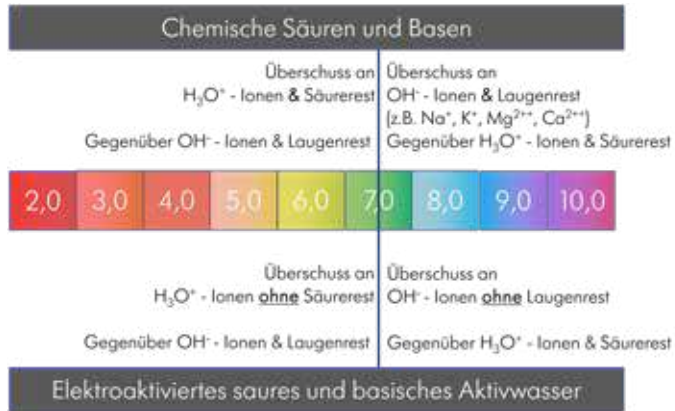 Chemische Säuren und Basen
Überschuss an
H₃O⁺ - Ionen & Säurerest
Gegenüber OH⁻ - Ionen & Laugenrest
Überschuss an
OH⁻ - Ionen & Laugenrest
(z.B. Na⁺, K⁺, Mg²⁺⁺, Ca²⁺⁺)
Gegenüber H₃O⁺ - Ionen & Säurerest
2,0 3,0 4,0 5,0 6,0 7,0 8,0 9,0 10,0
Überschuss an
H₃O⁺ - Ionen ohne Säurerest
Gegenüber OH⁻ - Ionen & Laugenrest
Überschuss an
OH⁻ - Ionen ohne Laugenrest
Gegenüber H₃O⁺ - Ionen & Säurerest
Elektroaktiviertes saures und basisches Aktivwasser